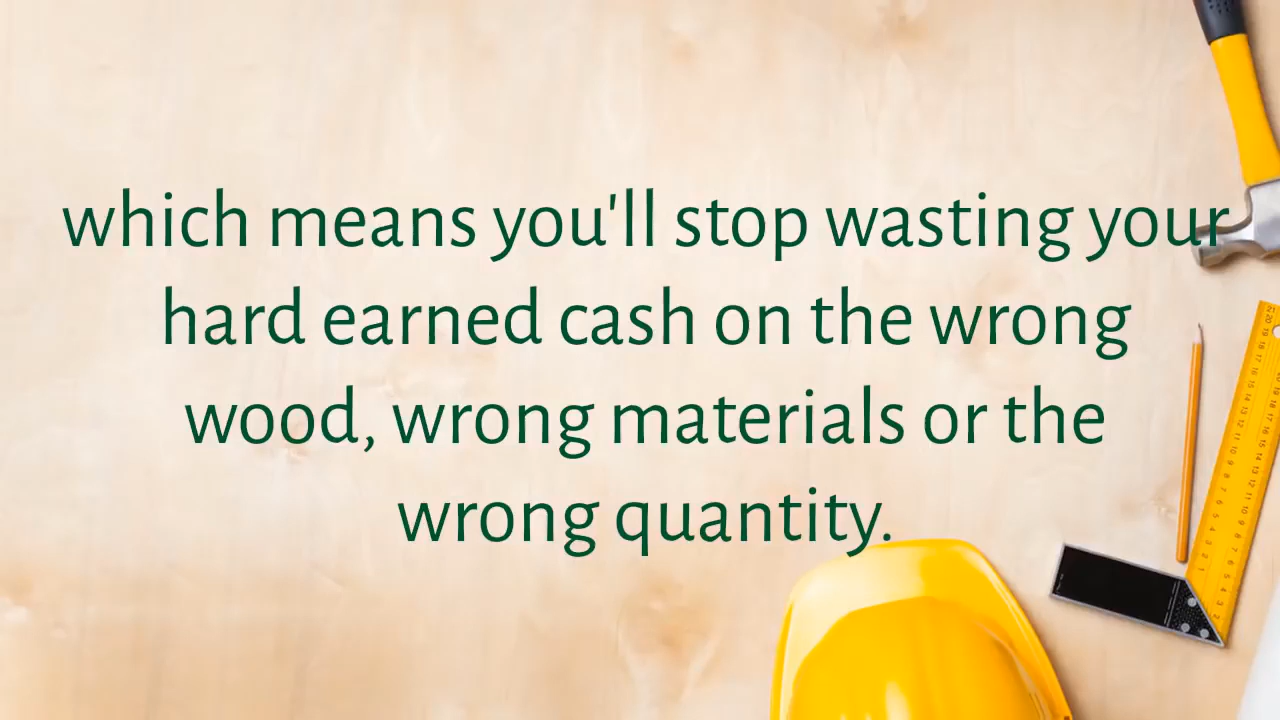 which means you'll stop wasting your
hard earned cash on the wrong
wood, wrong materials or the
wrong quantity.